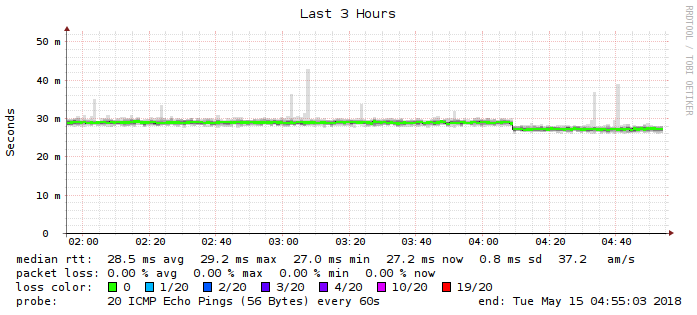 Last 3 Hours
RRDTOOL / TOBI OETIKER
Seconds
50 m
40 m
30 m
20 m
10 m
0
02:00 02:20 02:40 03:00 03:20 03:40 04:00 04:20 04:40
median rtt: 28.5 ms avg 29.2 ms max 27.0 ms min 27.2 ms now 0.8 ms sd 37.2 am/s
packet loss: 0.00 % avg 0.00 % max 0.00 % min 0.00 % now
loss color: 0 1/20 2/20 3/20 4/20 10/20 19/20
probe: 20 ICMP Echo Pings (56 Bytes) every 60s end: Tue May 15 04:55:03 2018